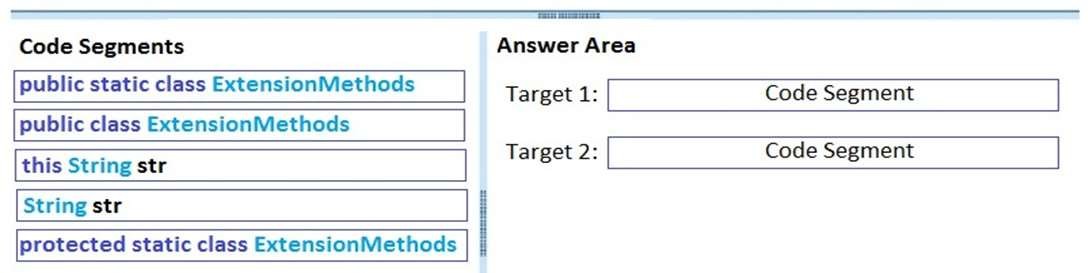 Code Segments
public static class ExtensionMethods
public class ExtensionMethods
this String str
String str
protected static class ExtensionMethods
Answer Area
Target 1: Code Segment
Target 2: Code Segment